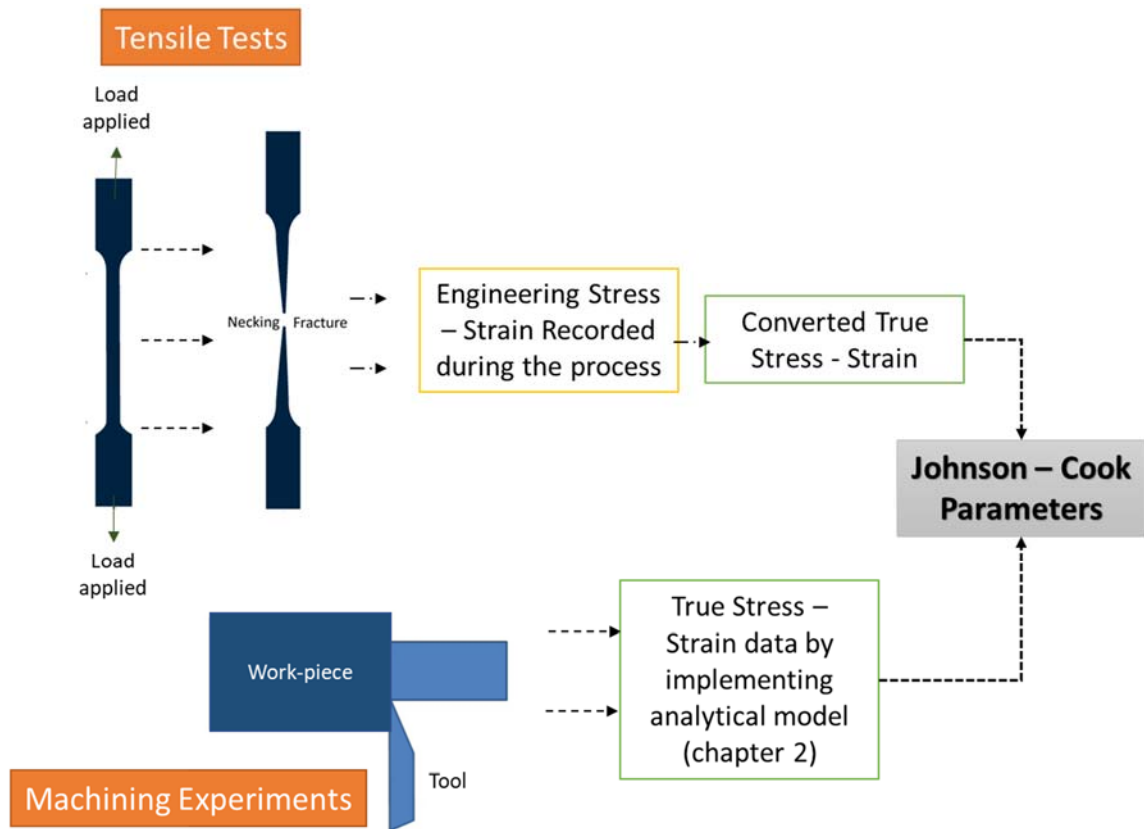 Tensile Tests
Load
applied
Necking
Fracture
Load
applied
Engineering Stress
– Strain Recorded
during the process
Converted True
Stress - Strain
Johnson – Cook
Parameters
Work-piece
Tool
True Stress –
Strain data by
implementing
analytical model
(chapter 2)
Machining Experiments